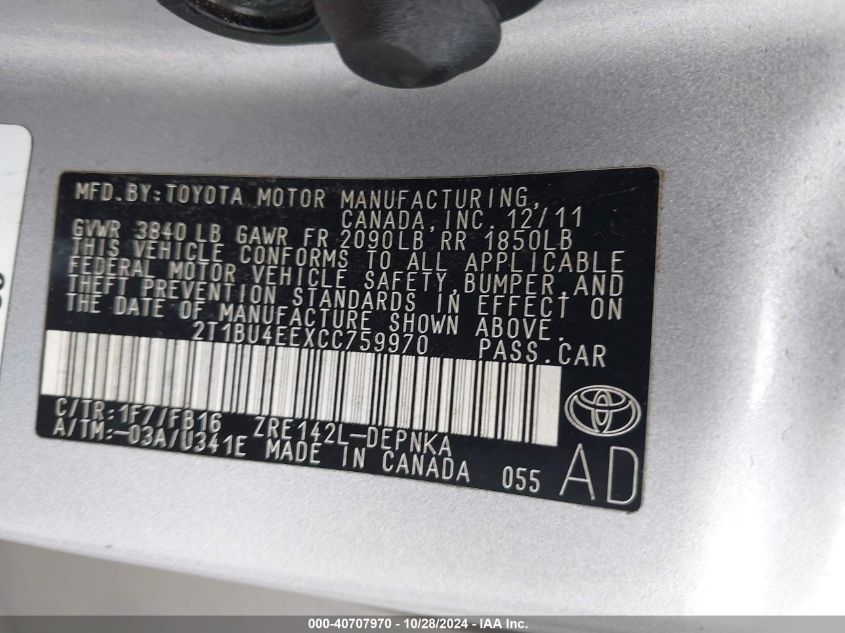 MFD.BY:TOYOTA MOTOR MANUFACTURING,
CANADA,INC. 12/11
GVWR 3840 LB GAWR FR 2090LB RR 1850LB
THIS VEHICLE CONFORMS TO ALL APPLICABLE
FEDERAL MOTOR VEHICLE SAFETY,BUMPER,AND
THEFT PREVENTION STANDARDS IN EFFECT ON
THE DATE OF MANUFACTURE SHOWN ABOVE.
2T1BU4EEXCC759970 PASS.CAR
C/TR:1F7/FB16 ZRE142L-DEPNKA
A/TM:-03A/U341E MADE IN CANADA 055 AD
000-40707970 - 10/28/2024 - IAA Inc.